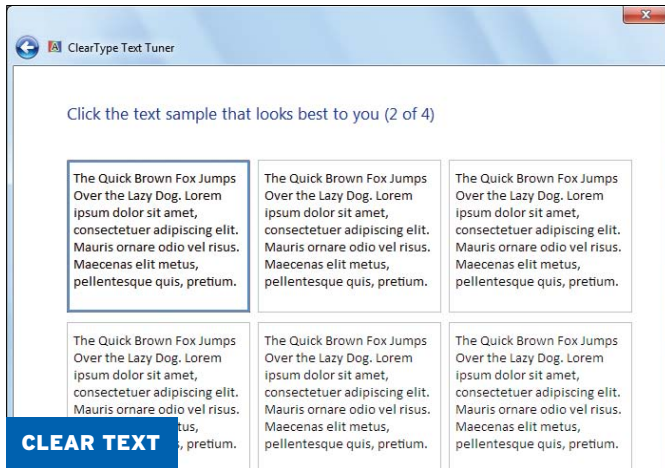 ClearType Text Tuner
Click the text sample that looks best to you (2 of 4)
The Quick Brown Fox Jumps
Over the Lazy Dog. Lorem
ipsum dolor sit amet,
consectetuer adipiscing elit.
Mauris ornare odio vel risus.
Maecenas elit metus,
pellentesque quis, pretium.
The Quick Brown Fox Jumps
Over the Lazy Dog. Lorem
ipsum dolor sit amet,
consectetuer adipiscing elit.
Mauris ornare odio vel risus.
Maecenas elit metus,
pellentesque quis, pretium.
The Quick Brown Fox Jumps
Over the Lazy Dog. Lorem
ipsum dolor sit amet,
consectetuer adipiscing elit.
Mauris ornare odio vel risus.
Maecenas elit metus,
pellentesque quis, pretium.
The Quick Brown Fox Jumps
Over the Lazy Dog. Lorem
ipsum dolor sit amet,
consectetuer adipiscing elit.
Mauris ornare odio vel risus.
pretium.
The Quick Brown Fox Jumps
Over the Lazy Dog. Lorem
ipsum dolor sit amet,
consectetuer adipiscing elit.
Mauris ornare odio vel risus.
Maecenas elit metus,
pellentesque quis, pretium.
The Quick Brown Fox Jumps
Over the Lazy Dog. Lorem
ipsum dolor sit amet,
consectetuer adipiscing elit.
Mauris ornare odio vel risus.
Maecenas elit metus,
pellentesque quis, pretium.
CLEAR TEXT